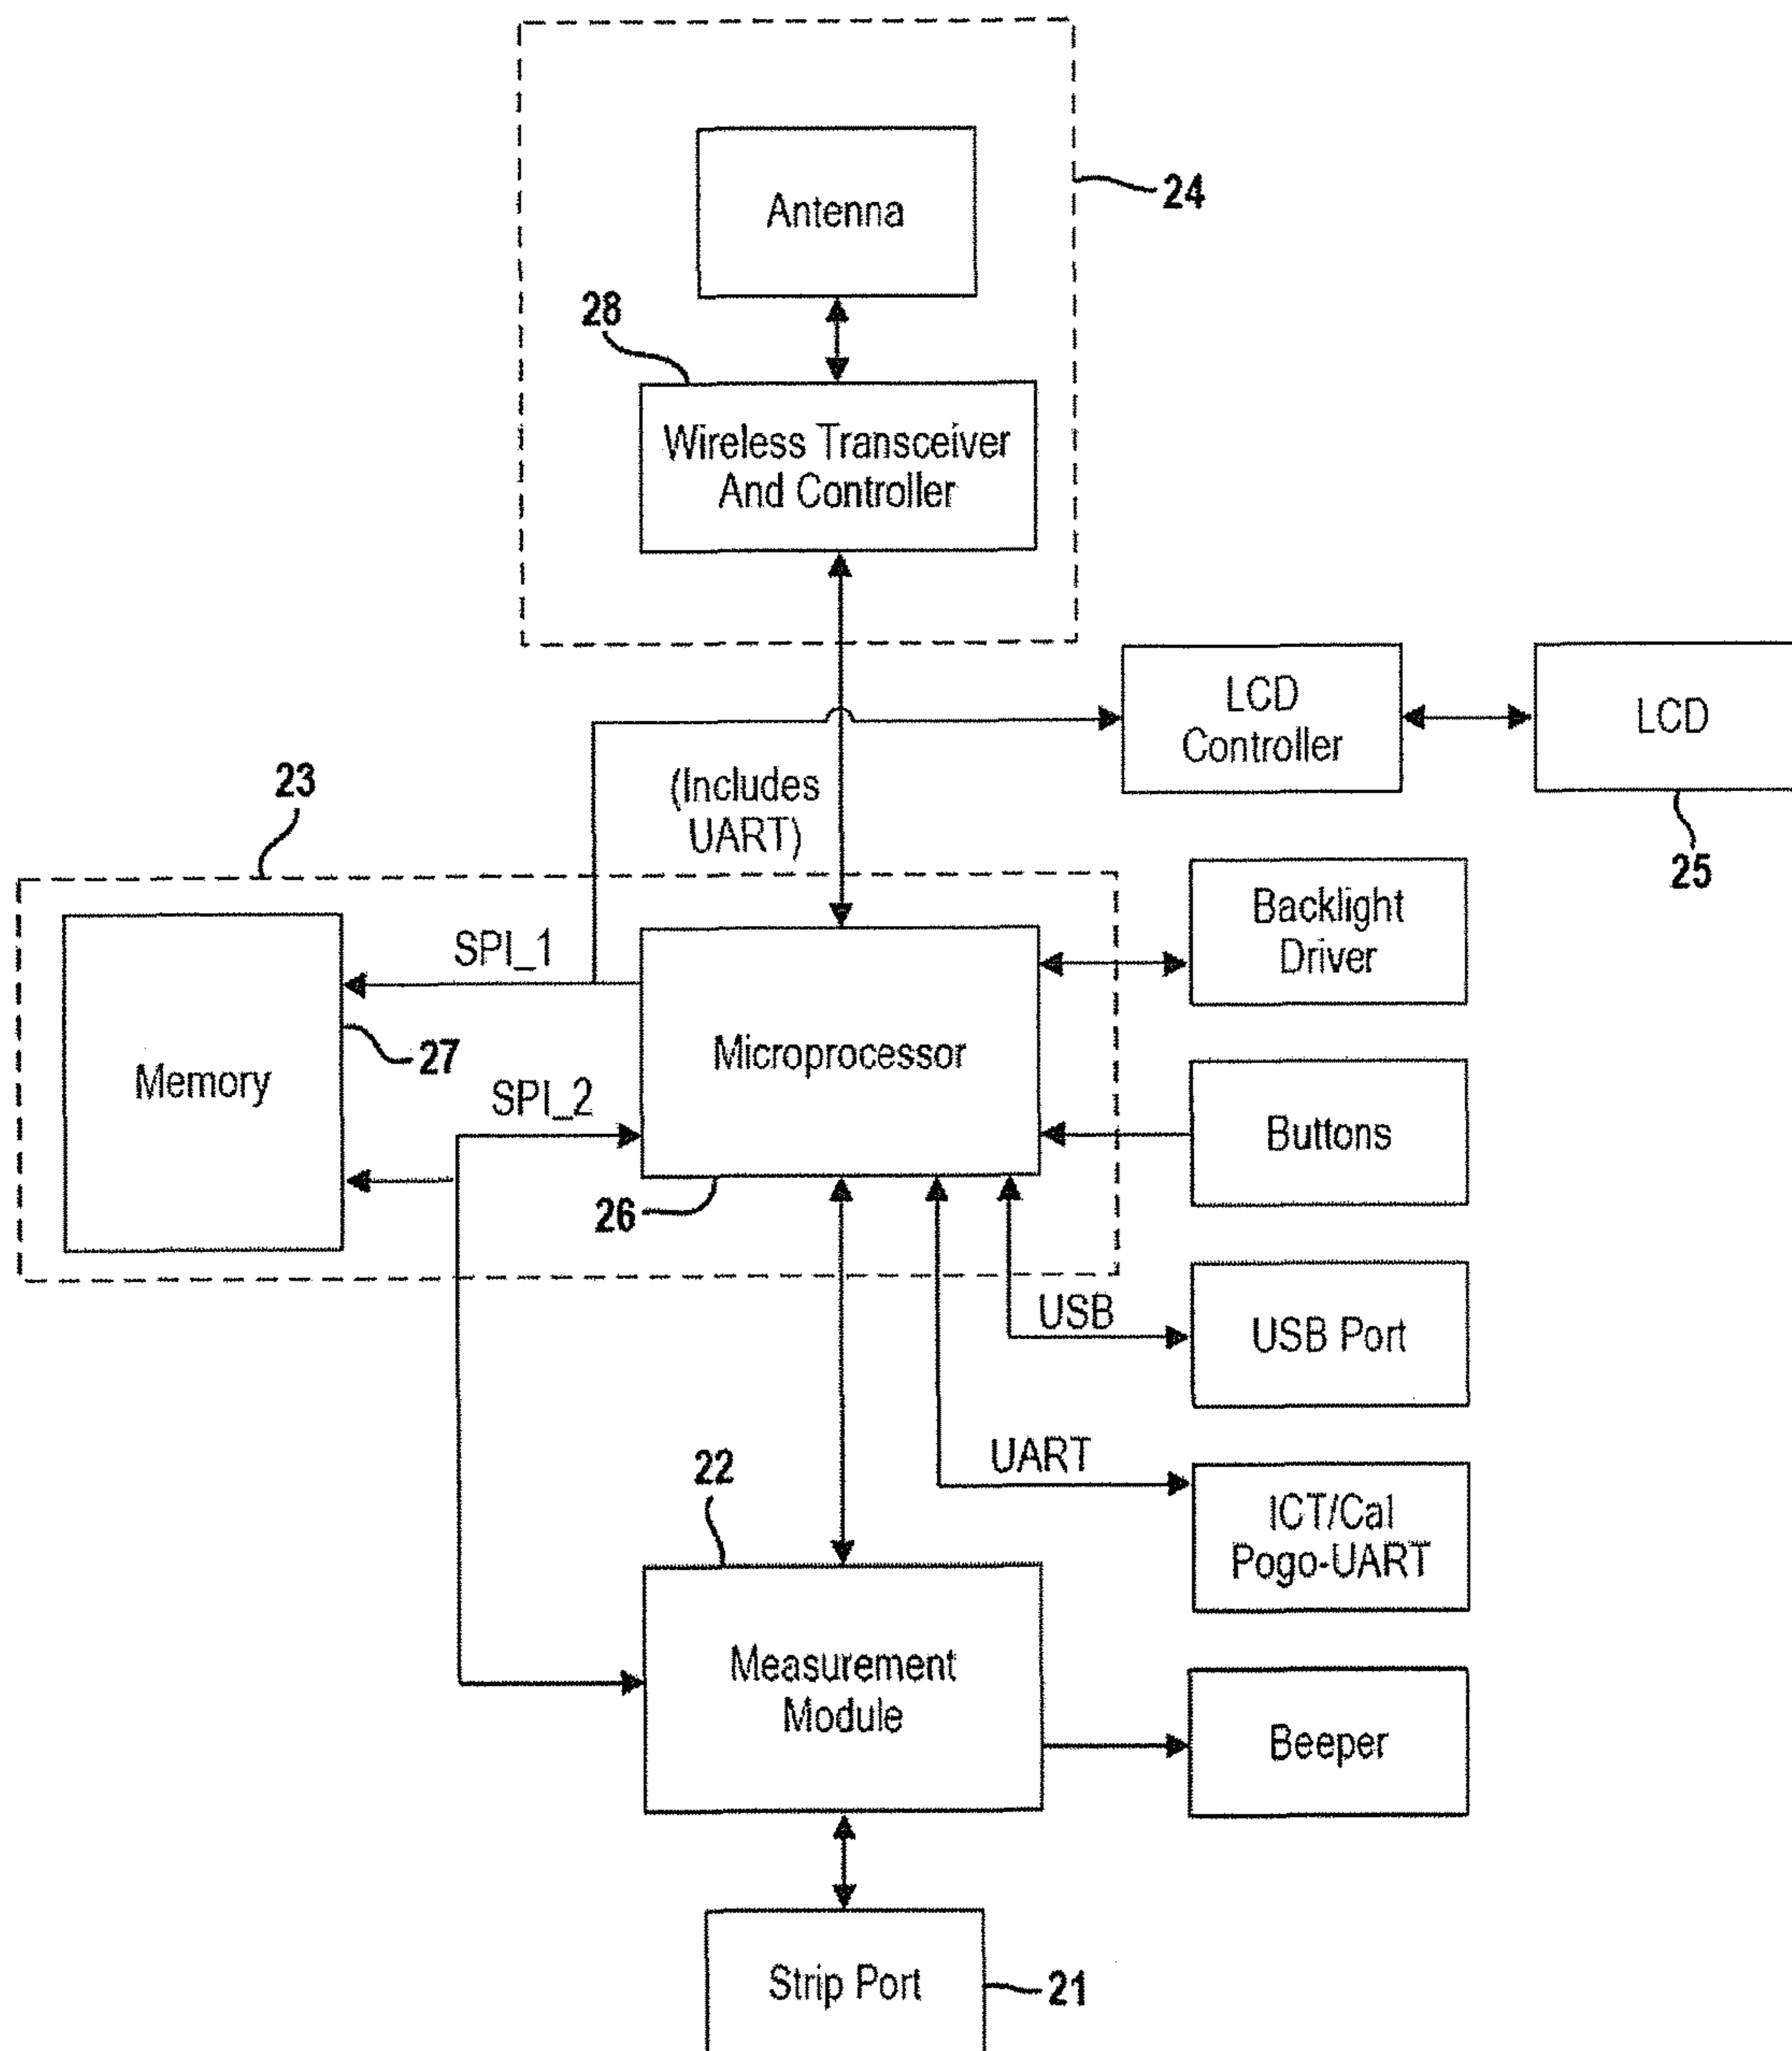 Antenna
24
28
Wireless Transceiver
And Controller
LCD
Controller
LCD
25
(Includes
UART)
23
Memory
27
SPI_1
SPI_2
Microprocessor
26
Backlight
Driver
Buttons
USB
USB Port
UART
ICT/Cal
Pogo-UART
22
Measurement
Module
Beeper
Strip Port
21